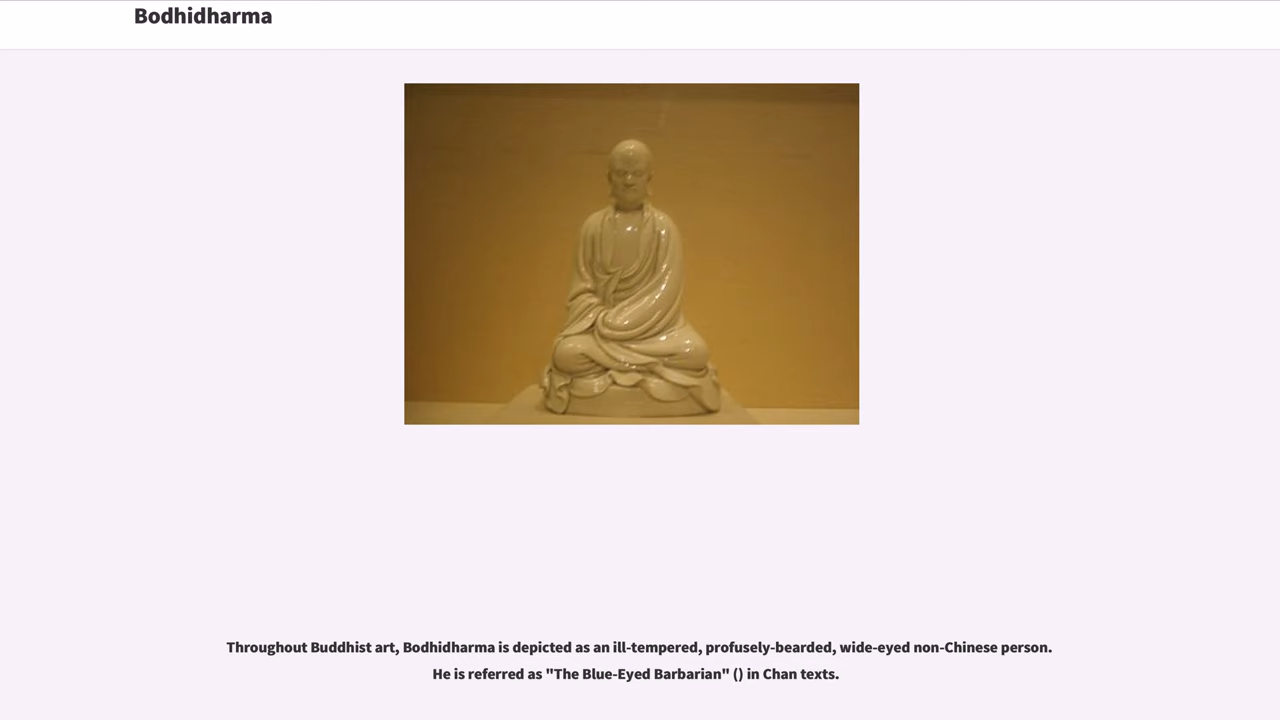 Bodhidharma
Throughout Buddhist art, Bodhidharma is depicted as an ill-tempered, profusely-bearded, wide-eyed non-Chinese person.
He is referred as "The Blue-Eyed Barbarian" () in Chan texts.